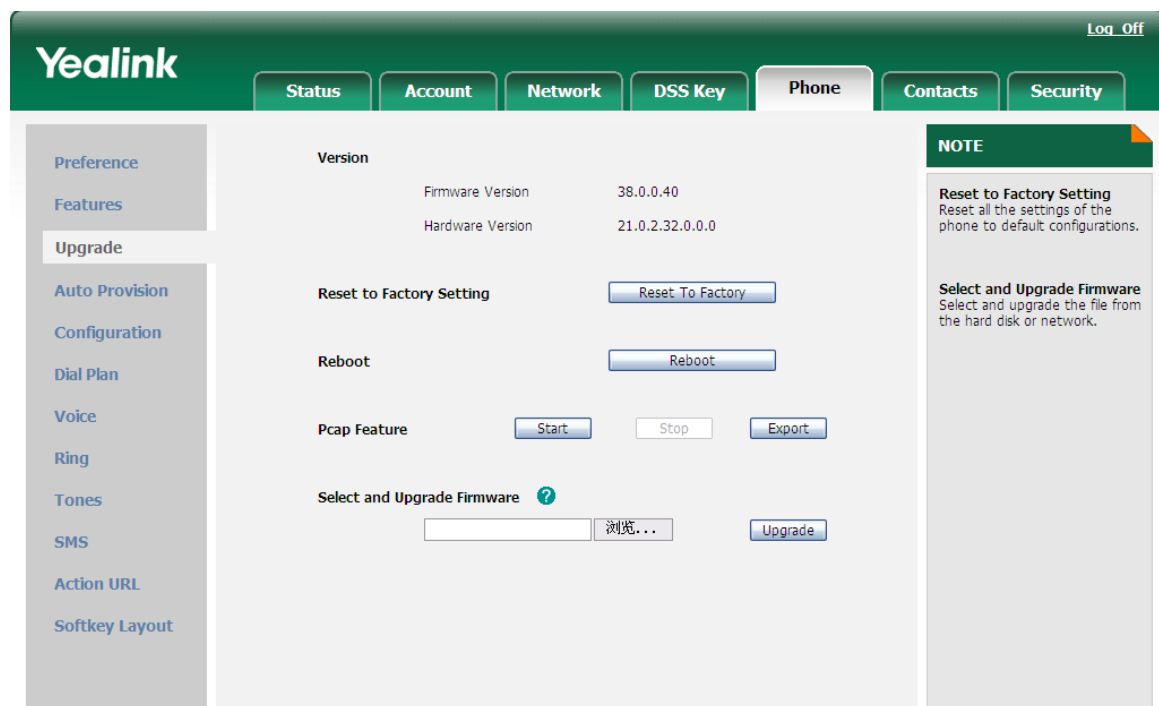 Log Off
Yealink
Status Account Network DSS Key Phone Contacts Security
Preference
Features
Upgrade
Auto Provision
Configuration
Dial Plan
Voice
Ring
Tones
SMS
Action URL
Softkey Layout
Version
Firmware Version 38.0.0.40
Hardware Version 21.0.2.32.0.0.0
Reset to Factory Setting Reset To Factory
Reboot Reboot
Pcap Feature Start Stop Export
Select and Upgrade Firmware ?
浏览... Upgrade
NOTE
Reset to Factory Setting
Reset all the settings of the
phone to default configurations.
Select and Upgrade Firmware
Select and upgrade the file from
the hard disk or network.